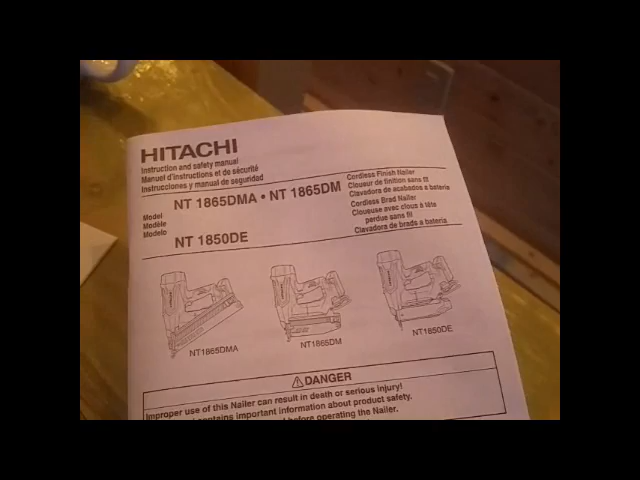 HITACHI
Instruction and safety manual
Manuel d'instructions et de sécurité
Instrucciones y manual de seguridad
Model
Modèle
Modelo
NT 1865DMA • NT 1865DM
Cordless Finish Nailer
Cloueur de finition sans fil
Clavadora de acabados a bateria
NT 1850DE
Cordless Brad Nailer
Cloueuse avec clous à tête
perdue sans fil
Clavadora de brads a bateria
NT1865DMA
NT1865DM
NT1850DE
DANGER
Improper use of this Nailer can result in death or serious injury!
contains important information about product safety.
before operating the Nailer.